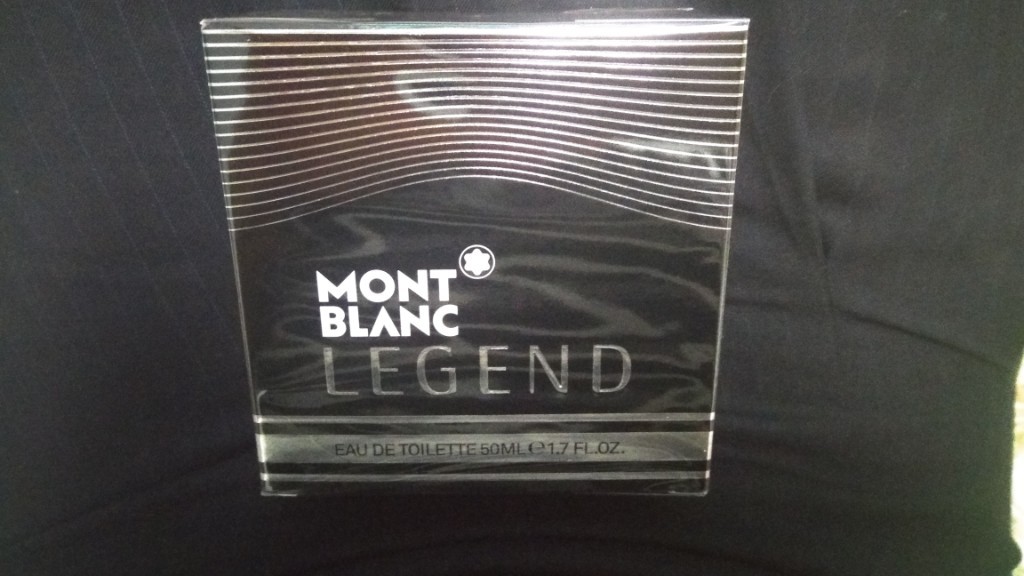 MONT
BLANC
LEGEND
EAU DE TOILETTE 50ML ℮ 1.7 FL.OZ.